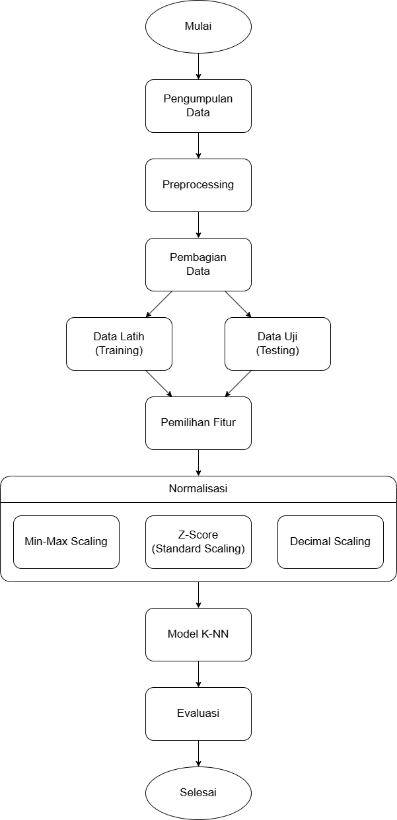 Mulai
Pengumpulan
Data
Preprocessing
Pembagian
Data
Data Latih
(Training)
Data Uji
(Testing)
Pemilihan Fitur
Normalisasi
Min-Max Scaling
Z-Score
(Standard Scaling)
Decimal Scaling
Model K-NN
Evaluasi
Selesai